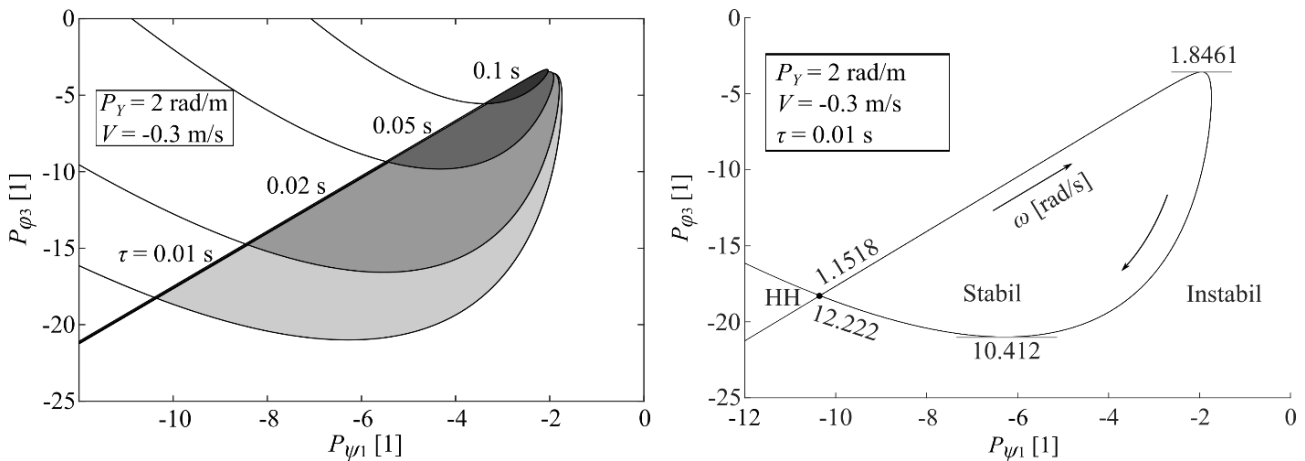 0
-5
-10
-15
-20
-25
P_φ3 [1]
P_Y = 2 rad/m
V = -0.3 m/s
0.1 s
0.05 s
0.02 s
τ = 0.01 s
-10
-8
-6
-4
-2
0
P_ψ1 [1]
0
-5
-10
-15
-20
-25
P_φ3 [1]
P_Y = 2 rad/m
V = -0.3 m/s
τ = 0.01 s
1.8461
ω [rad/s]
1.1518
HH
12.222
Stabil
Instabil
10.412
-12
-10
-8
-6
-4
-2
0
P_ψ1 [1]